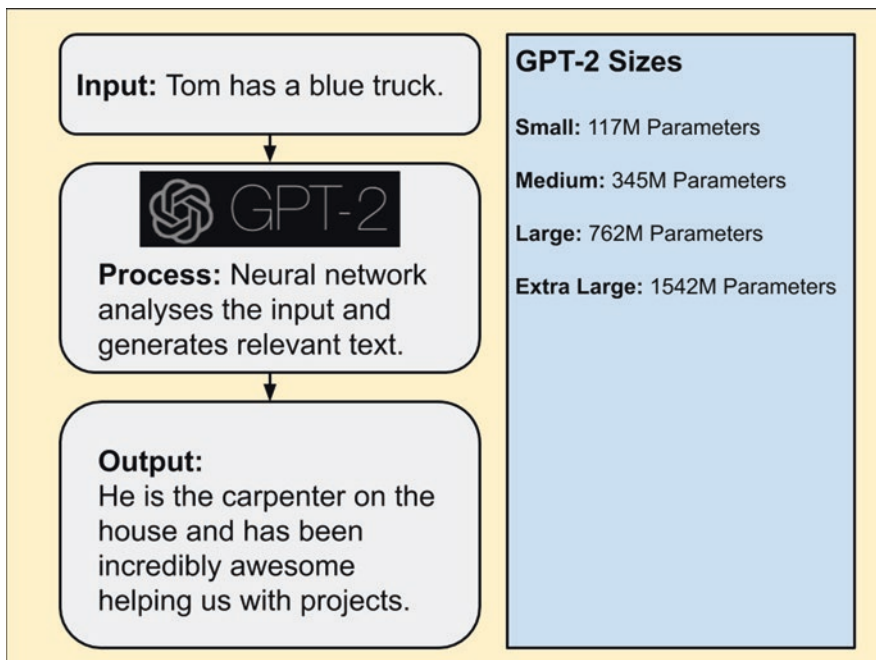 Input: Tom has a blue truck.
GPT-2
Process: Neural network
analyses the input and
generates relevant text.
Output:
He is the carpenter on the
house and has been
incredibly awesome
helping us with projects.
GPT-2 Sizes
Small: 117M Parameters
Medium: 345M Parameters
Large: 762M Parameters
Extra Large: 1542M Parameters